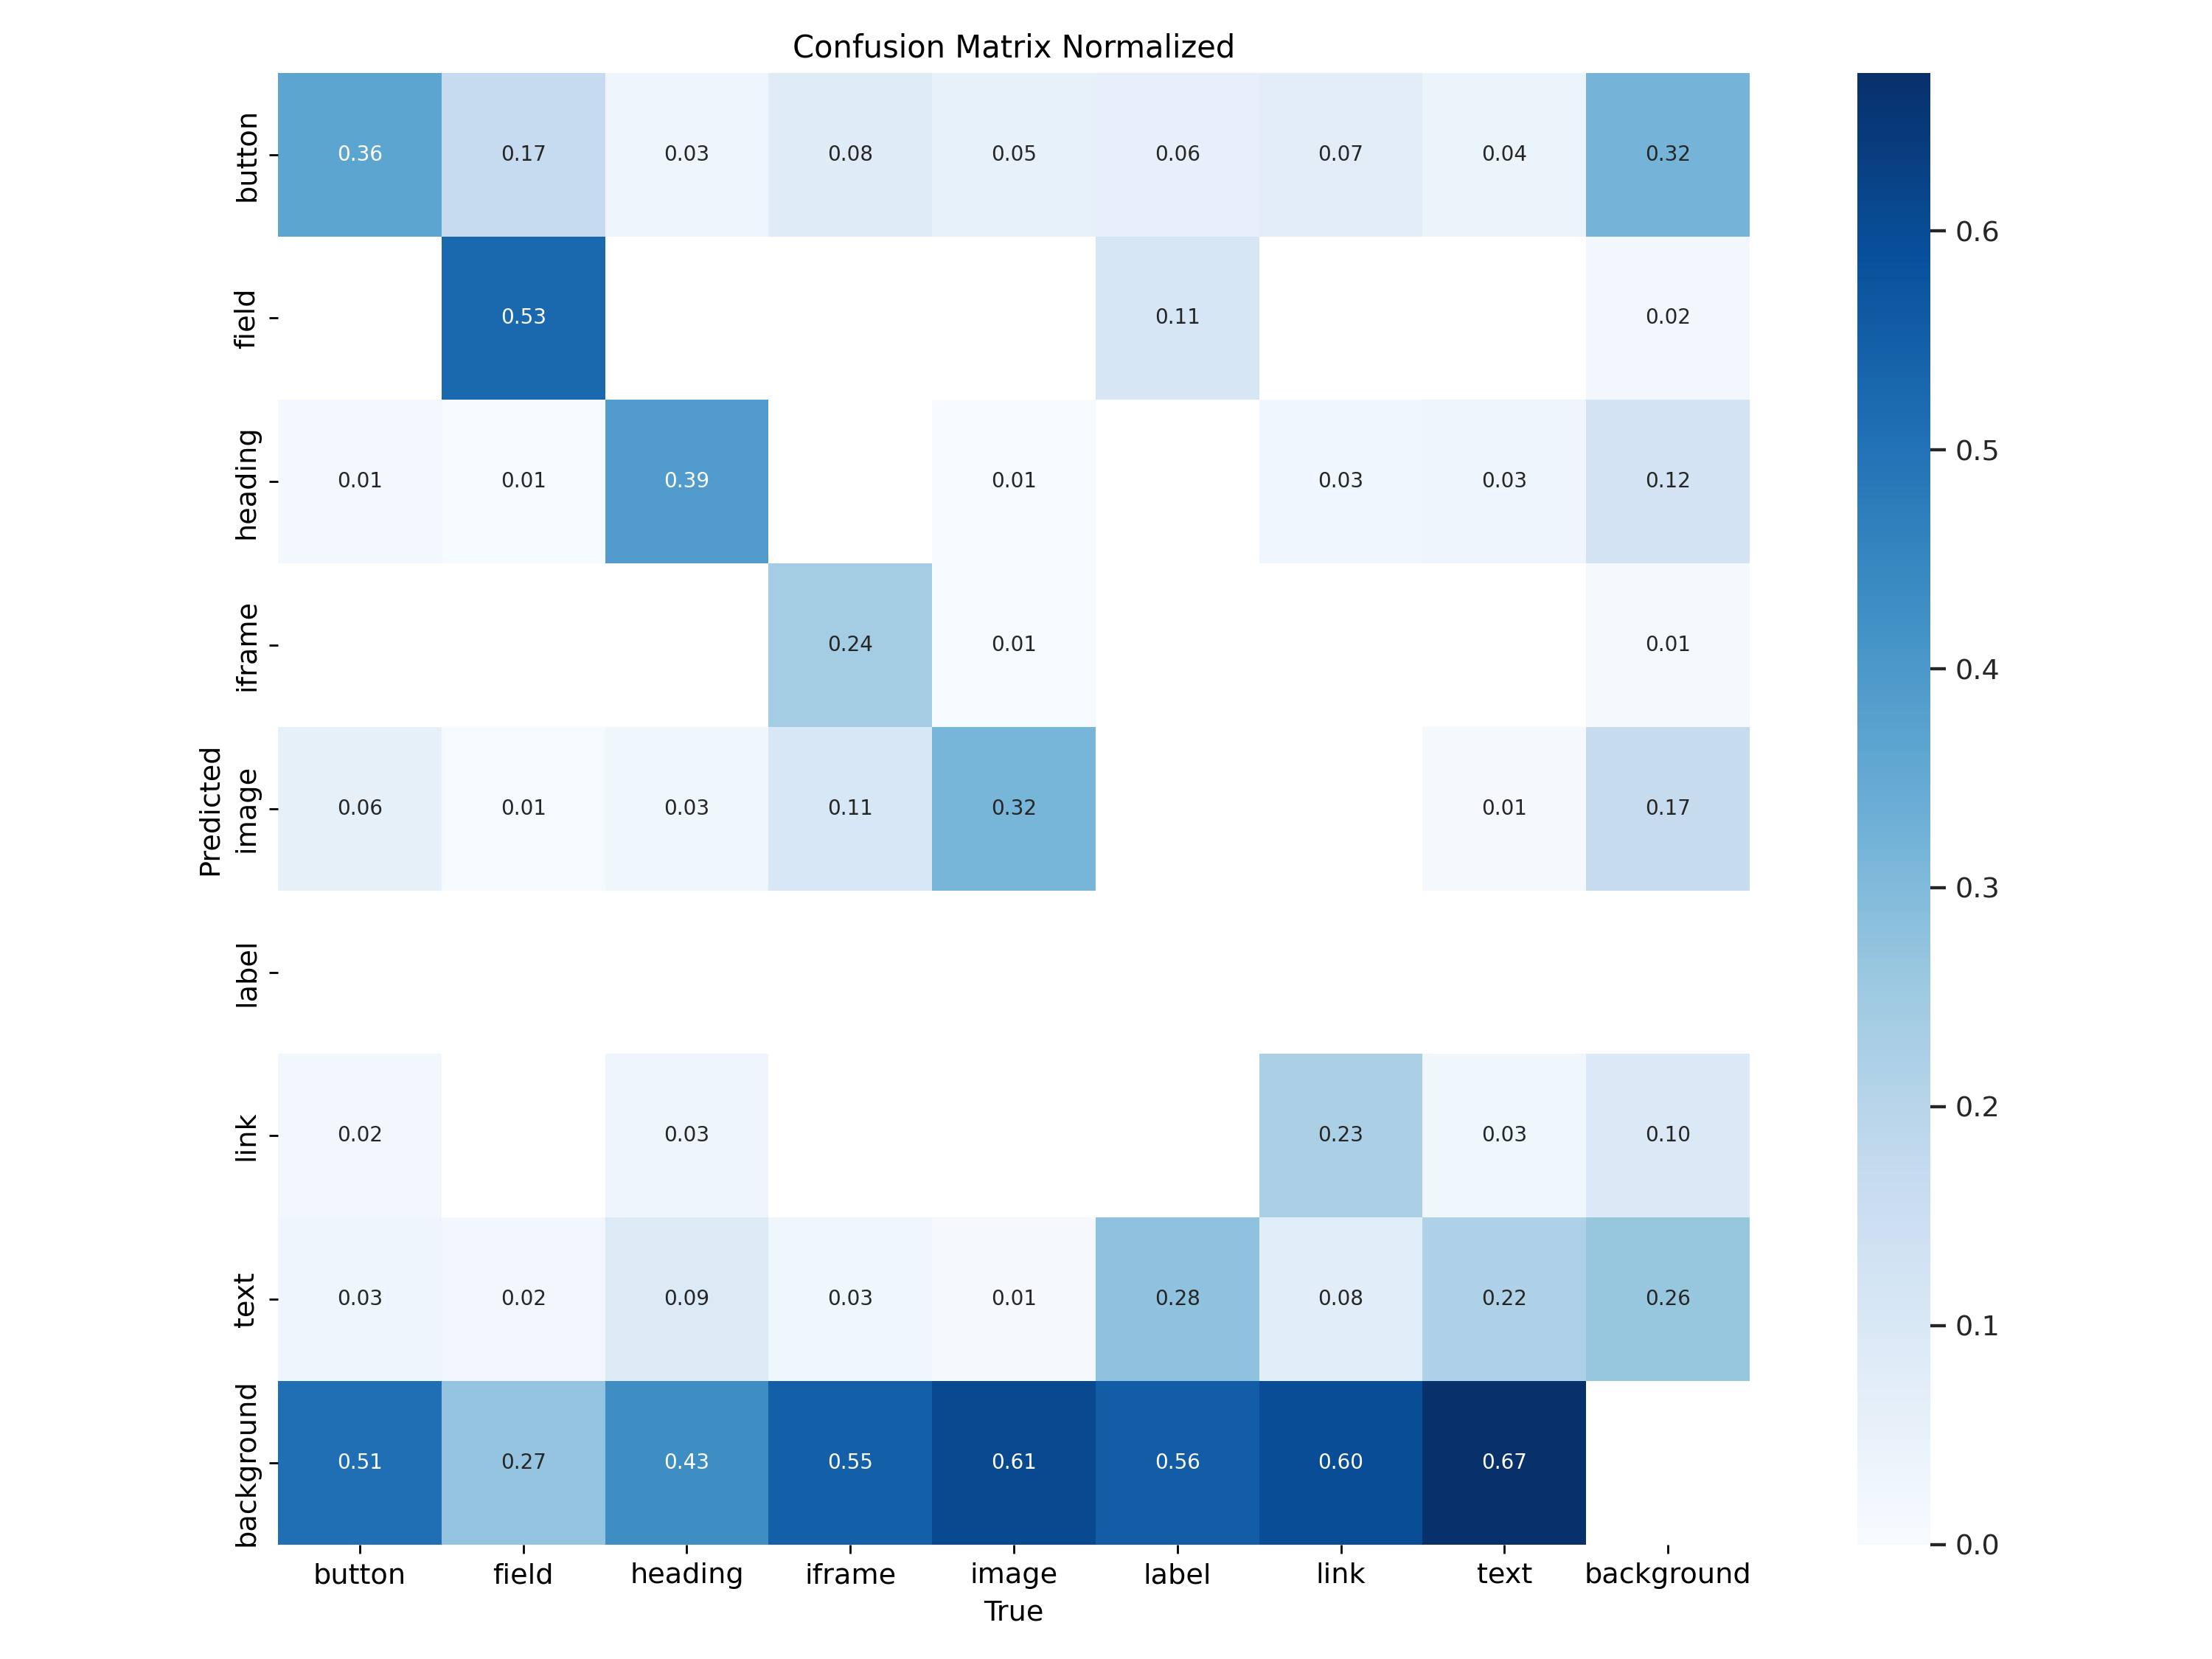 Confusion Matrix Normalized
button 0.36 0.17 0.03 0.08 0.05 0.06 0.07 0.04 0.32
field 0.53 0.11 0.02
heading 0.01 0.01 0.39 0.01 0.03 0.03 0.12
iframe 0.24 0.01 0.01
Predicted
image 0.06 0.01 0.03 0.11 0.32 0.01 0.17
label
link 0.02 0.03 0.23 0.03 0.10
text 0.03 0.02 0.09 0.03 0.01 0.28 0.08 0.22 0.26
background 0.51 0.27 0.43 0.55 0.61 0.56 0.60 0.67
button field heading iframe image label link text background
True
0.6
0.5
0.4
0.3
0.2
0.1
0.0